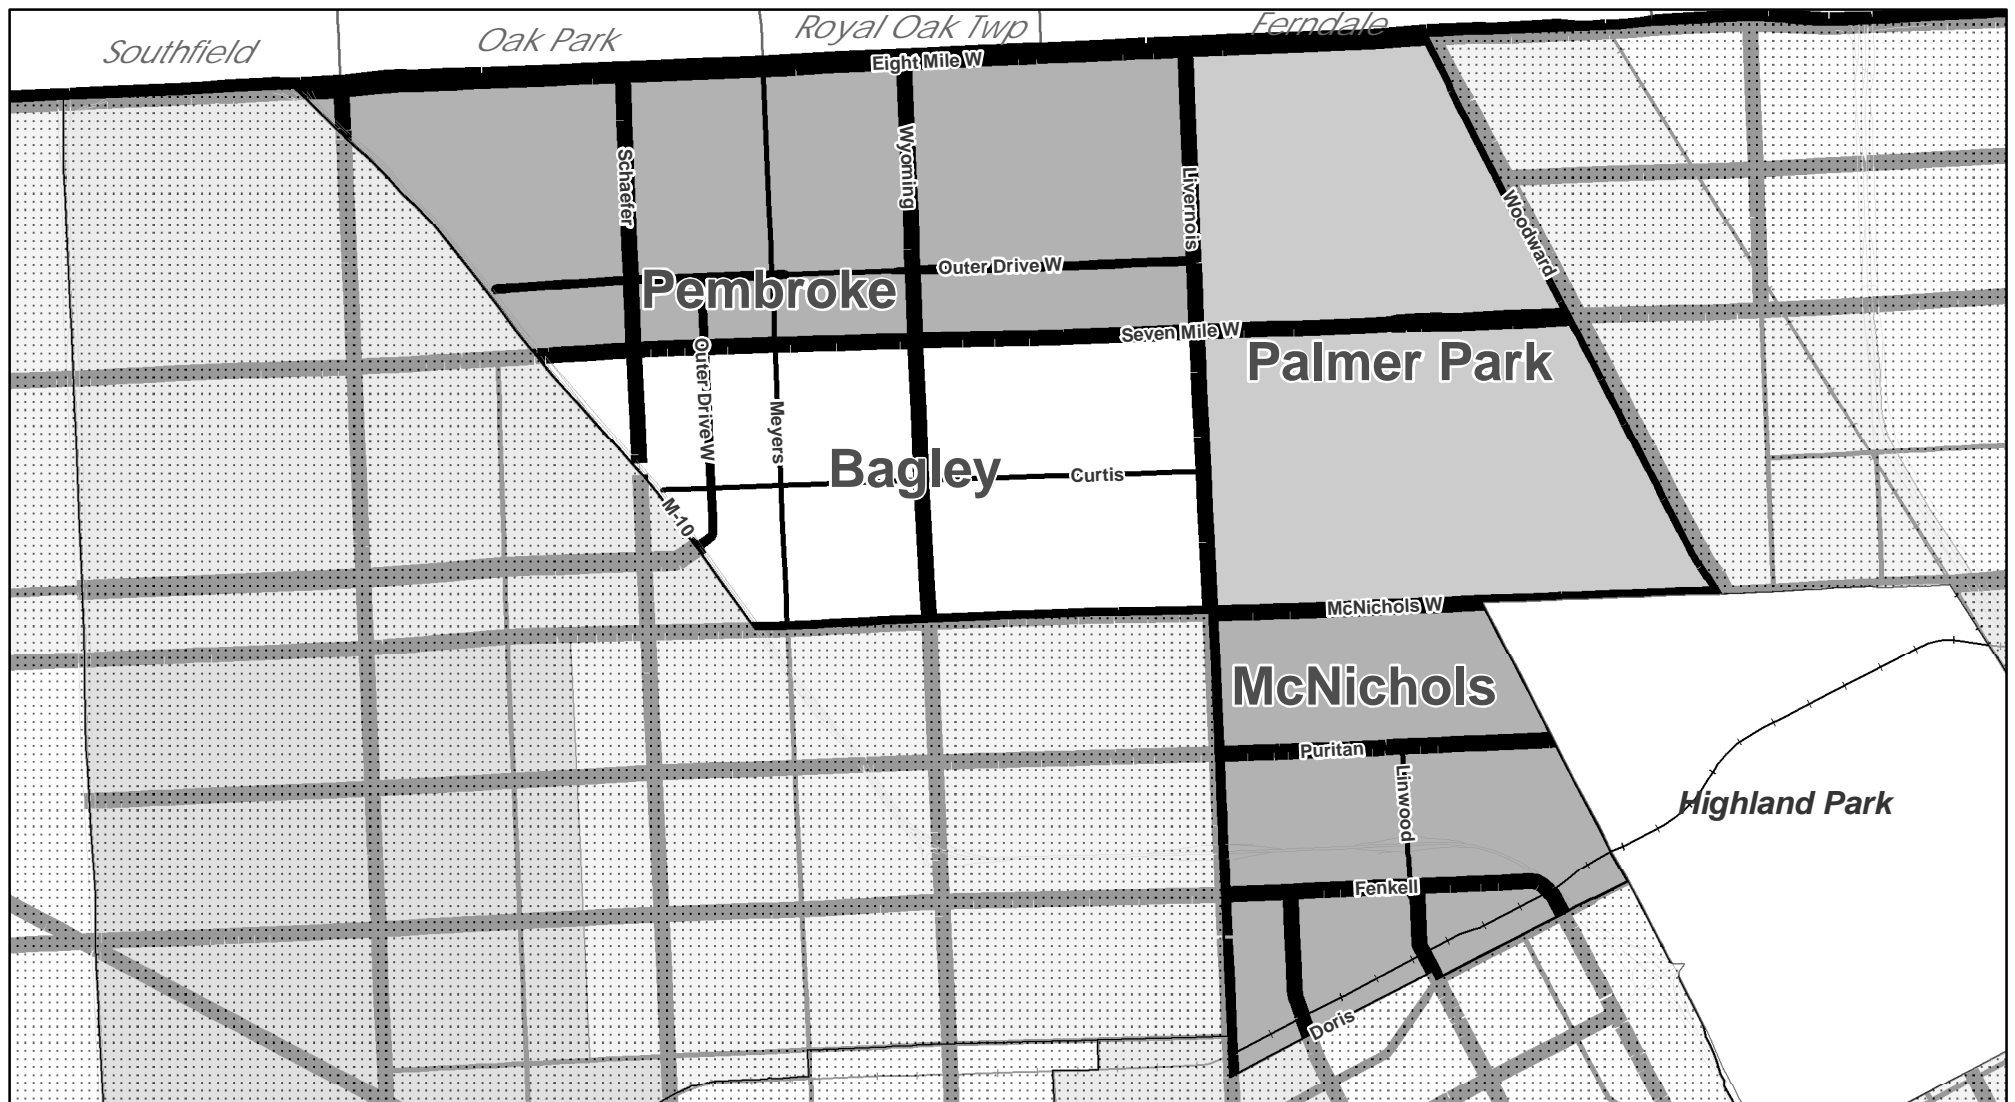 Southfield
Oak Park
Royal Oak Twp
Ferndale
Eight Mile W
Schaefer
Wyoming
Livernois
Woodward
Outer Drive W
Pembroke
Seven Mile W
Palmer Park
Outer Drive W
Meyers
Bagley
Curtis
M-10
McNichols W
McNichols
Puritan
Linwood
Highland Park
Fenkell
Doris